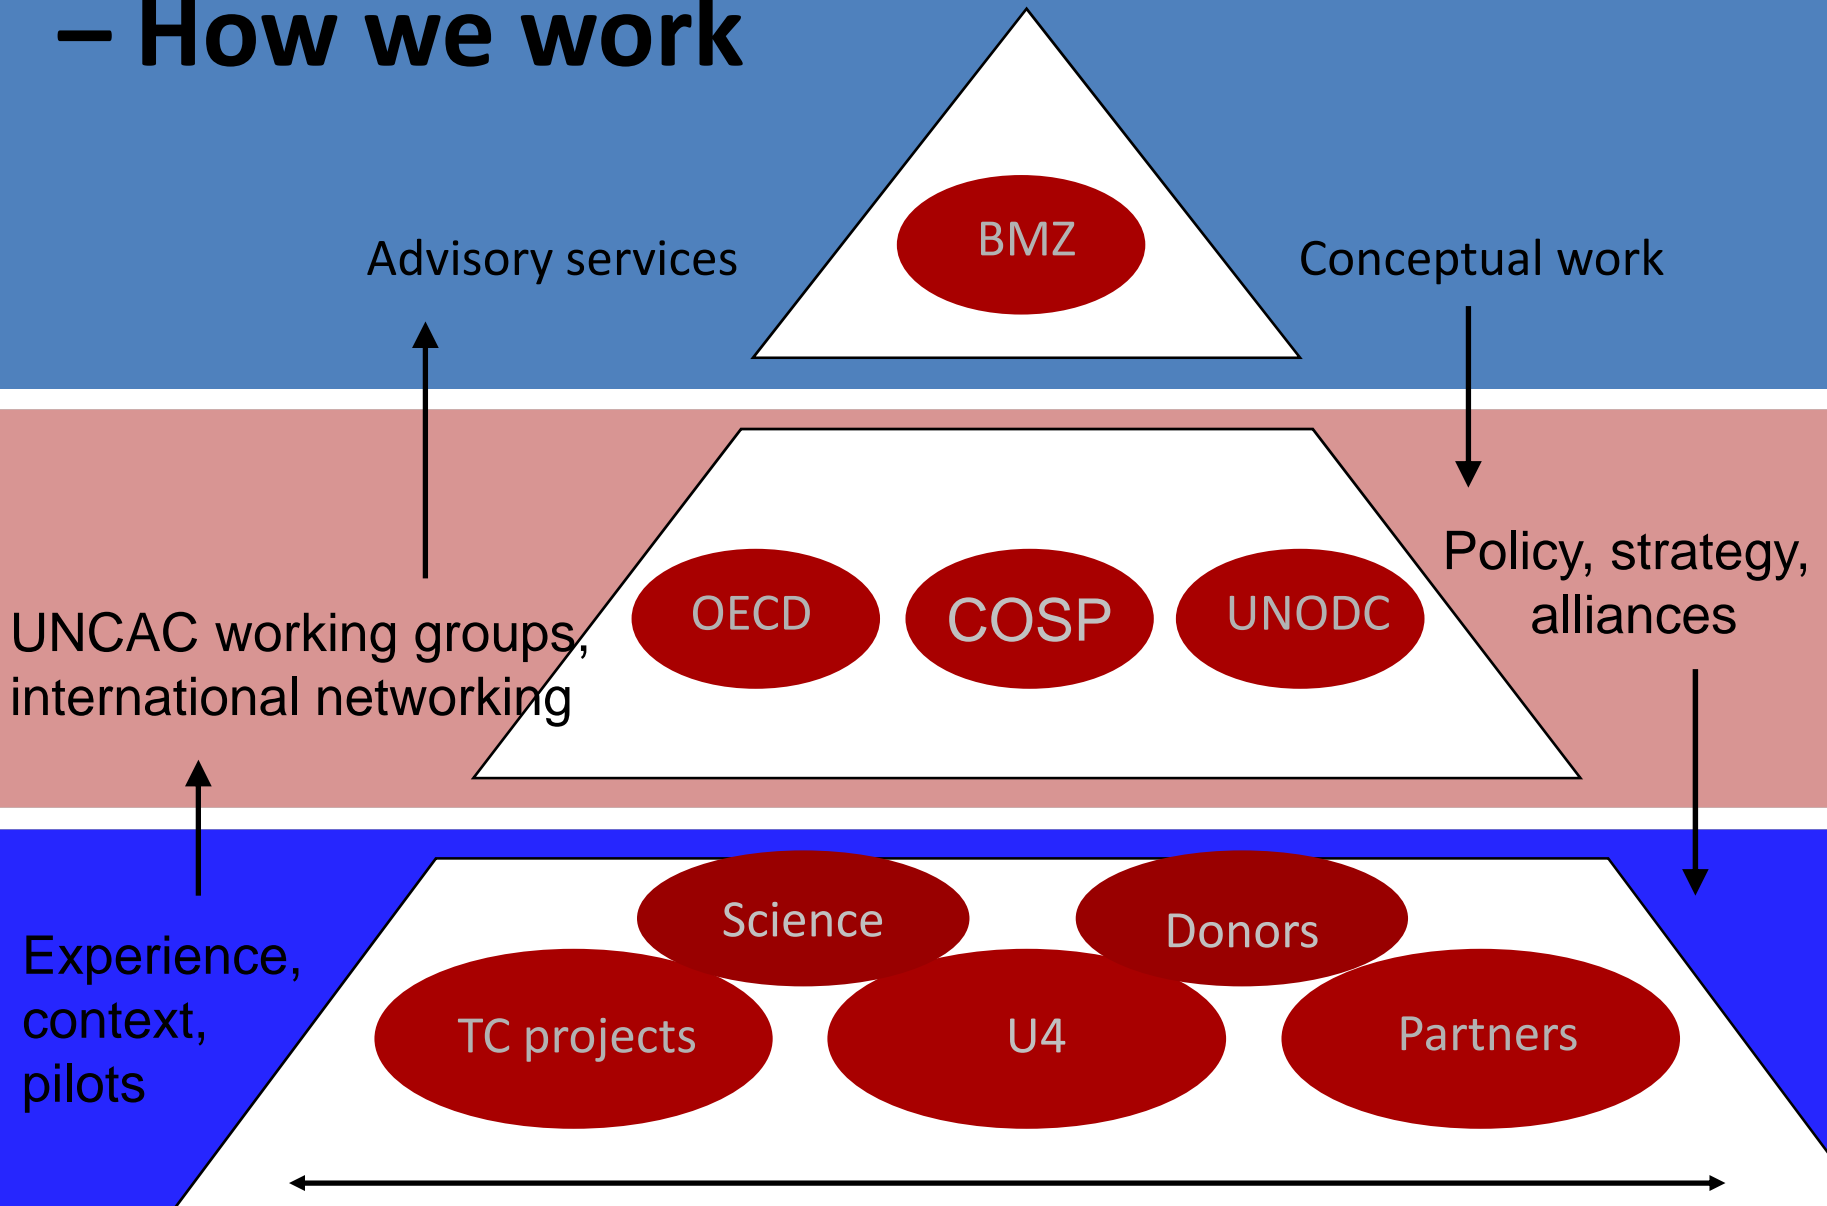 – How we work
BMZ
Advisory services
Conceptual work
Policy, strategy,
alliances
OECD
COSP
UNODC
UNCAC working groups,
international networking
Science
Donors
Experience,
context,
pilots
TC projects
U4
Partners